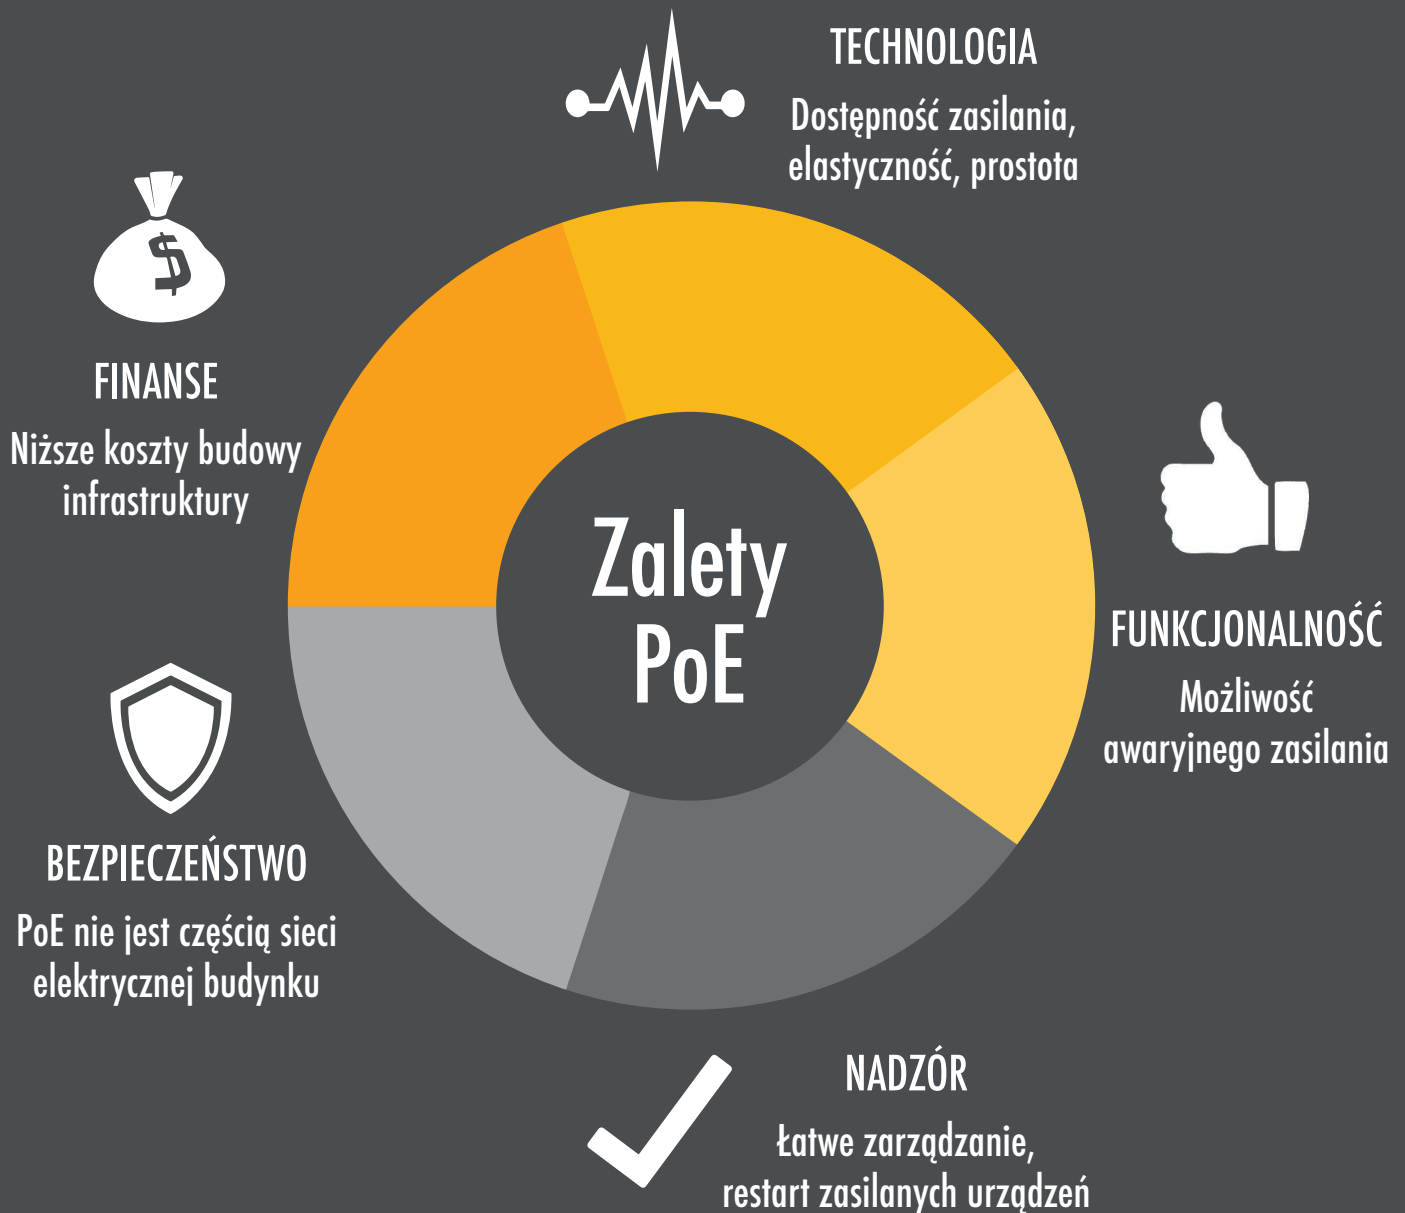 TECHNOLOGIA
Dostępność zasilania,
elastyczność, prostota
FINANSE
Niższe koszty budowy
infrastruktury
Zalety
PoE
FUNKCJONALNOŚĆ
Możliwość
awaryjnego zasilania
BEZPIECZEŃSTWO
PoE nie jest częścią sieci
elektrycznej budynku
NADZÓR
Łatwe zarządzanie,
restart zasilanych urządzeń